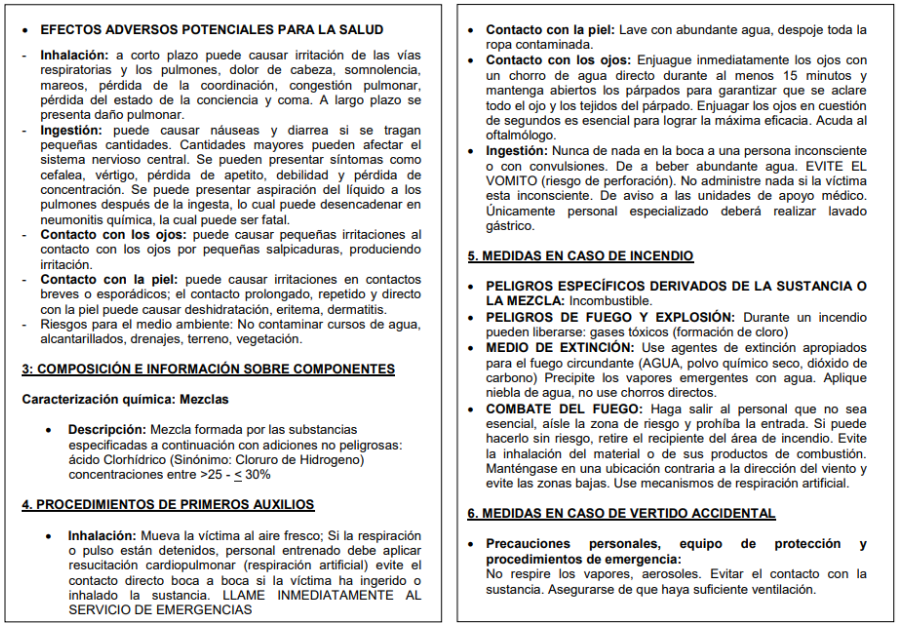 • EFECTOS ADVERSOS POTENCIALES PARA LA SALUD
- Inhalación: a corto plazo puede causar irritación de las vías
respiratorias y los pulmones, dolor de cabeza, somnolencia,
mareos, pérdida de la coordinación, congestión pulmonar,
pérdida del estado de la conciencia y coma. A largo plazo se
presenta daño pulmonar.
- Ingestión: puede causar náuseas y diarrea si se tragan
pequeñas cantidades. Cantidades mayores pueden afectar el
sistema nervioso central. Se pueden presentar síntomas como
cefalea, vértigo, pérdida de apetito, debilidad y pérdida de
concentración. Se puede presentar aspiración del líquido a los
pulmones después de la ingesta, lo cual puede desencadenar en
neumonitis química, la cual puede ser fatal.
- Contacto con los ojos: puede causar pequeñas irritaciones al
contacto con los ojos por pequeñas salpicaduras, produciendo
irritación.
- Contacto con la piel: puede causar irritaciones en contactos
breves o esporádicos; el contacto prolongado, repetido y directo
con la piel puede causar deshidratación, eritema, dermatitis.
- Riesgos para el medio ambiente: No contaminar cursos de agua,
alcantarillados, drenajes, terreno, vegetación.
3: COMPOSICIÓN E INFORMACIÓN SOBRE COMPONENTES
Caracterización química: Mezclas
• Descripción: Mezcla formada por las substancias
especificadas a continuación con adiciones no peligrosas:
ácido Clorhídrico (Sinónimo: Cloruro de Hidrogeno)
concentraciones entre >25 - < 30%
4. PROCEDIMIENTOS DE PRIMEROS AUXILIOS
• Inhalación: Mueva la víctima al aire fresco; Si la respiración
o pulso están detenidos, personal entrenado debe aplicar
resucitación cardiopulmonar (respiración artificial) evite el
contacto directo boca a boca si la víctima ha ingerido o
inhalado la sustancia. LLAME INMEDIATAMENTE AL
SERVICIO DE EMERGENCIAS
• Contacto con la piel: Lave con abundante agua, despoje toda la
ropa contaminada.
• Contacto con los ojos: Enjuague inmediatamente los ojos con
un chorro de agua directo durante al menos 15 minutos y
mantenga abiertos los párpados para garantizar que se aclare
todo el ojo y los tejidos del párpado. Enjuagar los ojos en cuestión
de segundos es esencial para lograr la máxima eficacia. Acuda al
oftalmólogo.
• Ingestión: Nunca de nada en la boca a una persona inconsciente
o con convulsiones. De a beber abundante agua. EVITE EL
VOMITO (riesgo de perforación). No administre nada si la víctima
esta inconsciente. De aviso a las unidades de apoyo médico.
Únicamente personal especializado deberá realizar lavado
gástrico.
5. MEDIDAS EN CASO DE INCENDIO
• PELIGROS ESPECÍFICOS DERIVADOS DE LA SUSTANCIA O
LA MEZCLA: Incombustible.
• PELIGROS DE FUEGO Y EXPLOSIÓN: Durante un incendio
pueden liberarse: gases tóxicos (formación de cloro)
• MEDIO DE EXTINCIÓN: Use agentes de extinción apropiados
para el fuego circundante (AGUA, polvo químico seco, dióxido de
carbono) Precipite los vapores emergentes con agua. Aplique
niebla de agua, no use chorros directos.
• COMBATE DEL FUEGO: Haga salir al personal que no sea
esencial, aísle la zona de riesgo y prohíba la entrada. Si puede
hacerlo sin riesgo, retire el recipiente del área de incendio. Evite
la inhalación del material o de sus productos de combustión.
Manténgase en una ubicación contraria a la dirección del viento y
evite las zonas bajas. Use mecanismos de respiración artificial.
6. MEDIDAS EN CASO DE VERTIDO ACCIDENTAL
• Precauciones personales, equipo de protección y
procedimientos de emergencia:
No respire los vapores, aerosoles. Evitar el contacto con la
sustancia. Asegurarse de que haya suficiente ventilación.